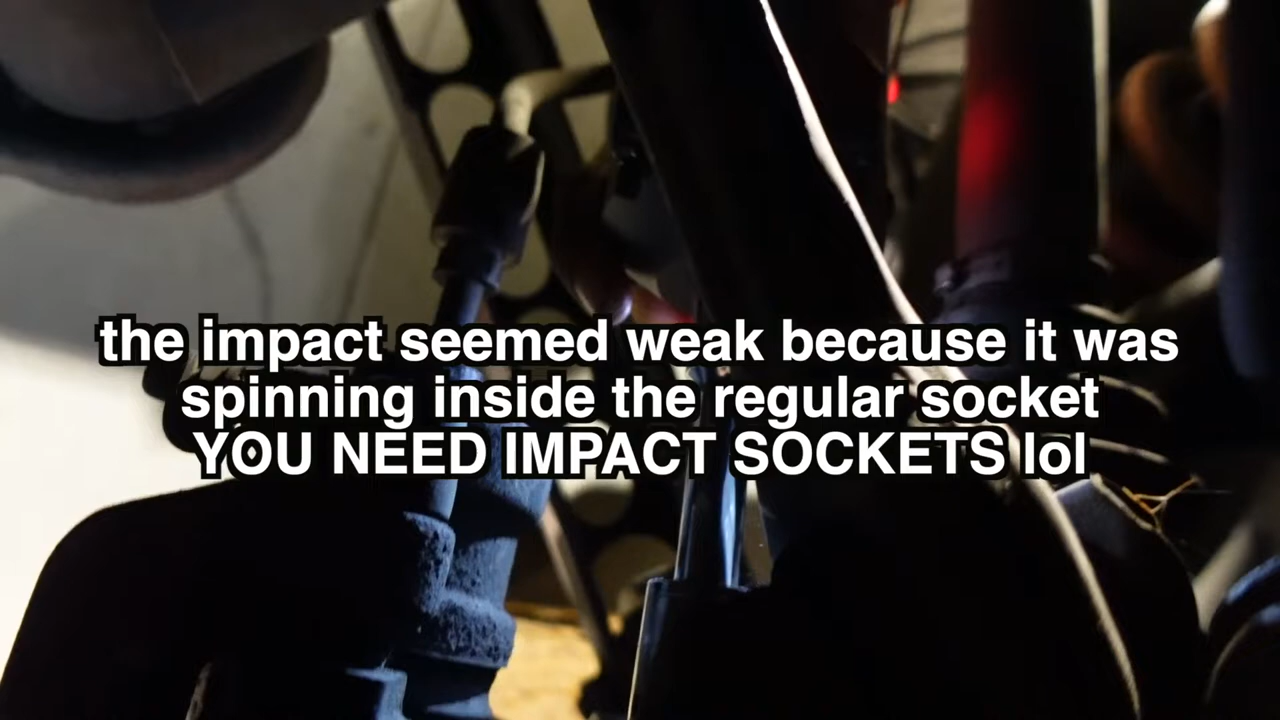 the impact seemed weak because it was
spinning inside the regular socket
YOU NEED IMPACT SOCKETS lol